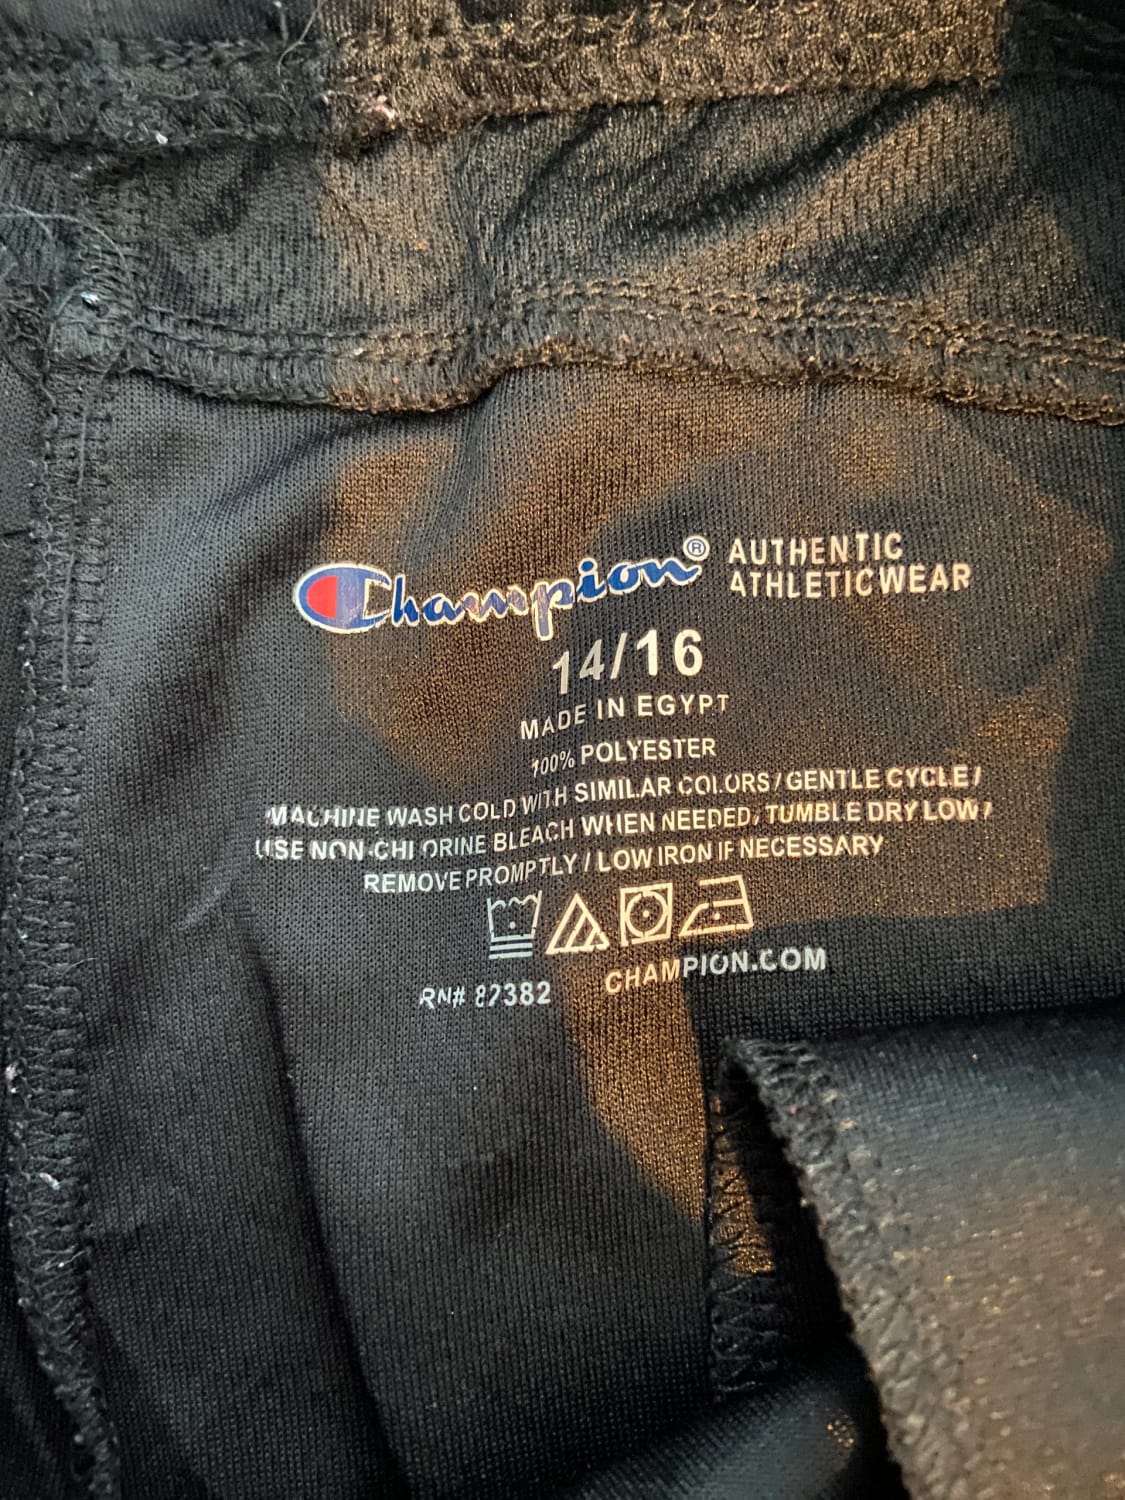 Champion® AUTHENTIC
ATHLETICWEAR
14/16
MADE IN EGYPT
100% POLYESTER
MACHINE WASH COLD WITH SIMILAR COLORS / GENTLE CYCLE /
USE NON-CHLORINE BLEACH WHEN NEEDED, TUMBLE DRY LOW /
REMOVE PROMPTLY / LOW IRON IF NECESSARY
CHAMPION.COM
RN# 87382